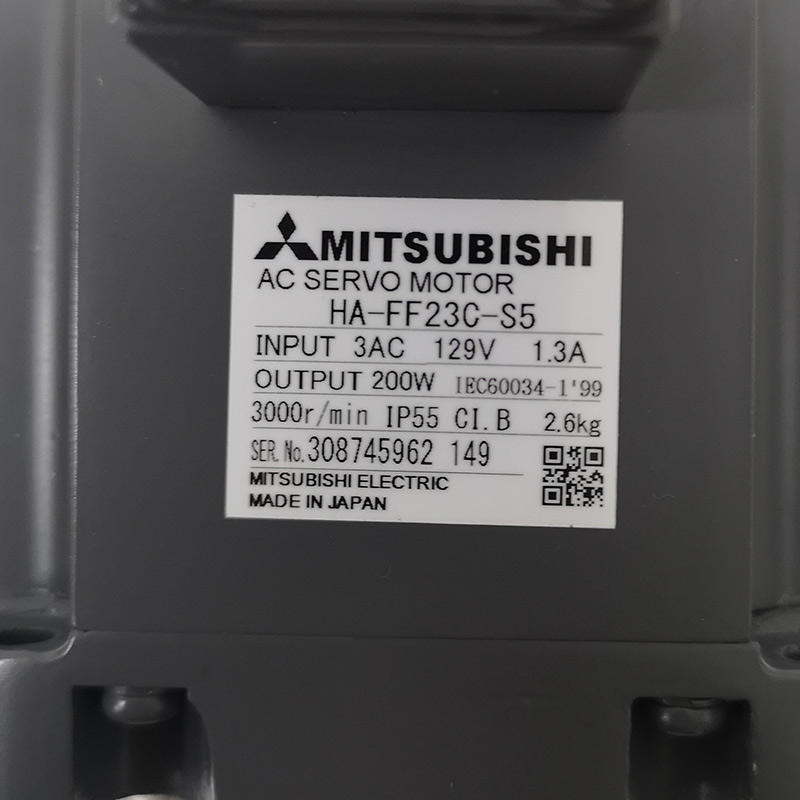 MITSUBISHI
AC SERVO MOTOR
HA-FF23C-S5
INPUT 3AC 129V 1.3A
OUTPUT 200W IEC60034-1'99
3000r/min IP55 CI.B 2.6kg
SER.No.308745962 149
MITSUBISHI ELECTRIC
MADE IN JAPAN